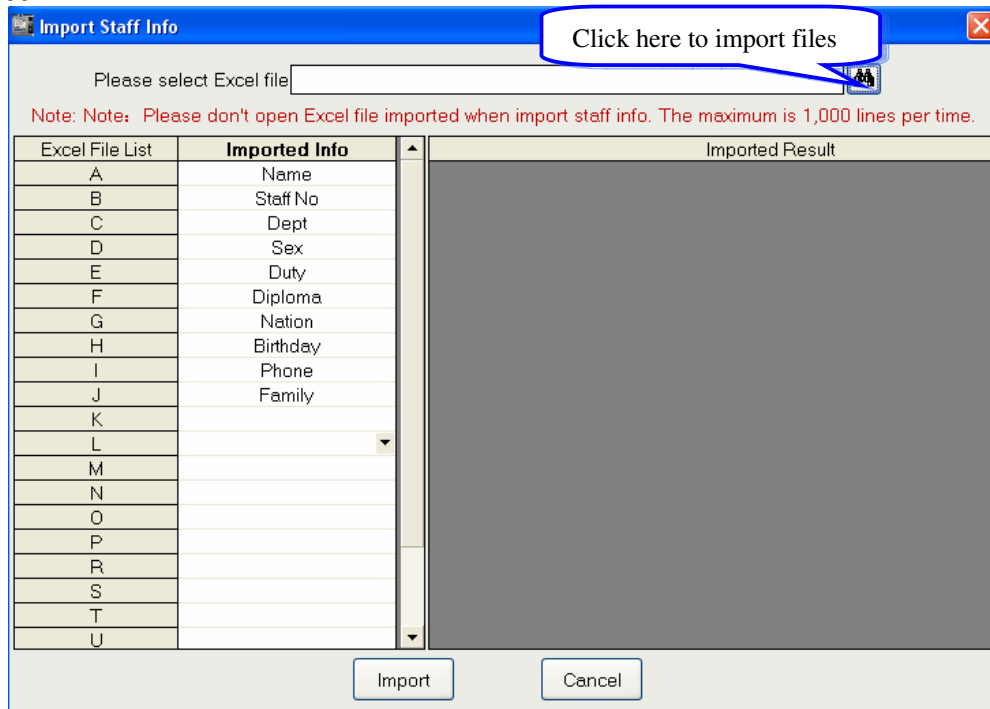 Import Staff Info
Click here to import files
Please select Excel file
Note: Note：Please don't open Excel file imported when import staff info. The maximum is 1,000 lines per time.
Excel File List Imported Info Imported Result
A Name
B Staff No
C Dept
D Sex
E Duty
F Diploma
G Nation
H Birthday
I Phone
J Family
K
L
M
N
O
P
R
S
T
U
Import Cancel